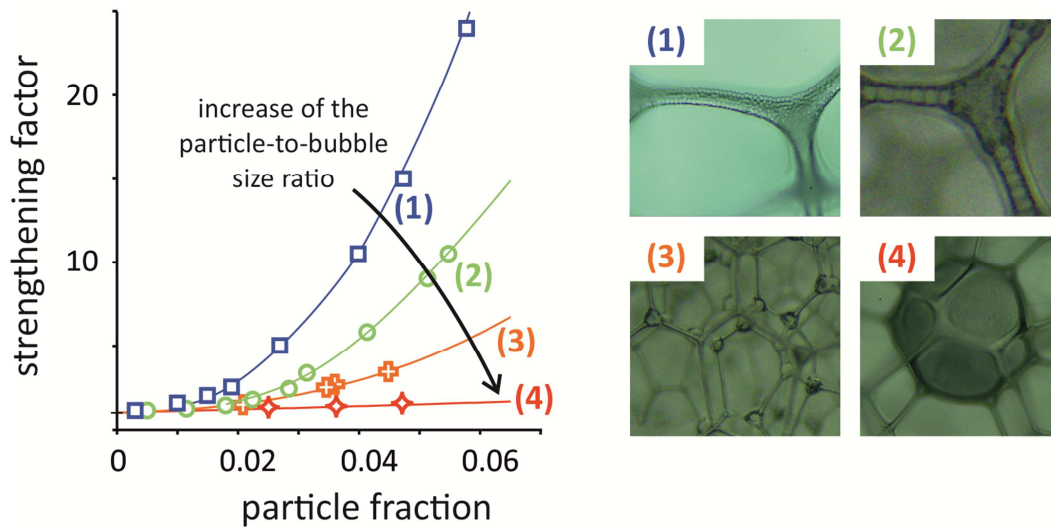 strengthening factor
20
10
increase of the
particle-to-bubble
size ratio
(1)
(2)
(3)
(4)
0
0.02
0.04
0.06
particle fraction
(1)
(2)
(3)
(4)